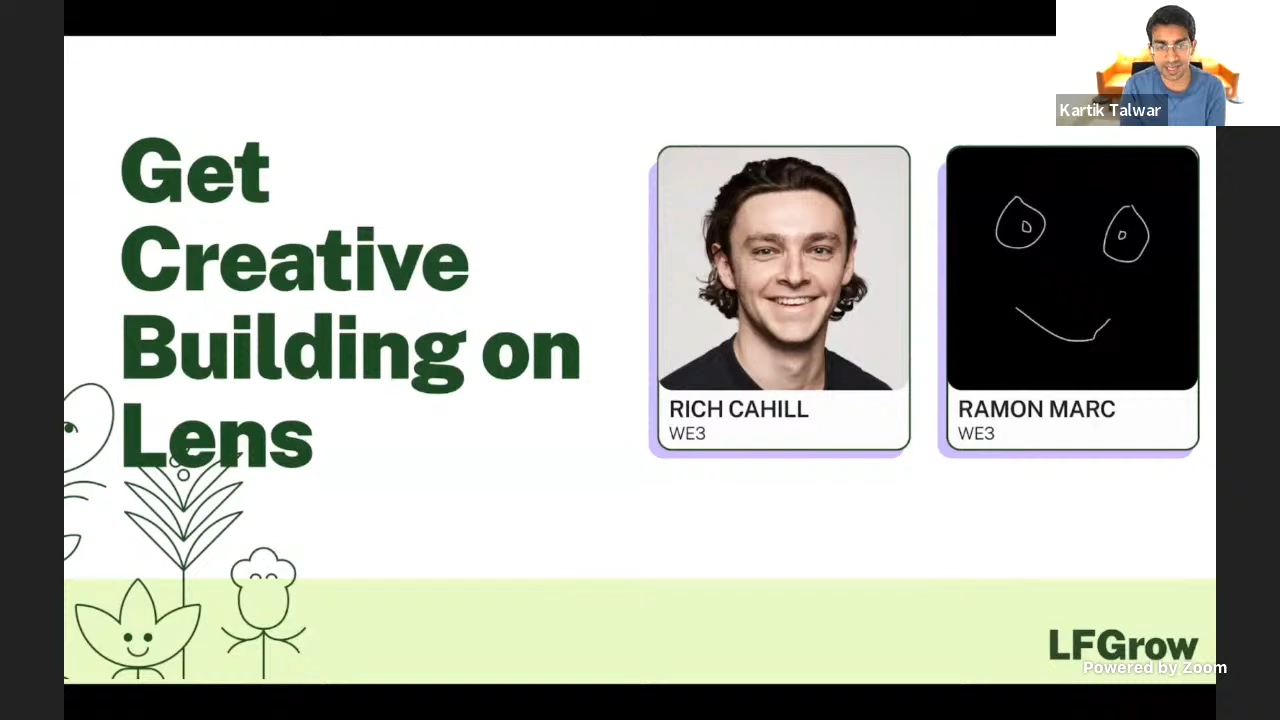 Kartik Talwar
Get
Creative
Building on
Lens
RICH CAHILL
WE3
RAMON MARC
WE3
LFGrow
Powered by Zoom